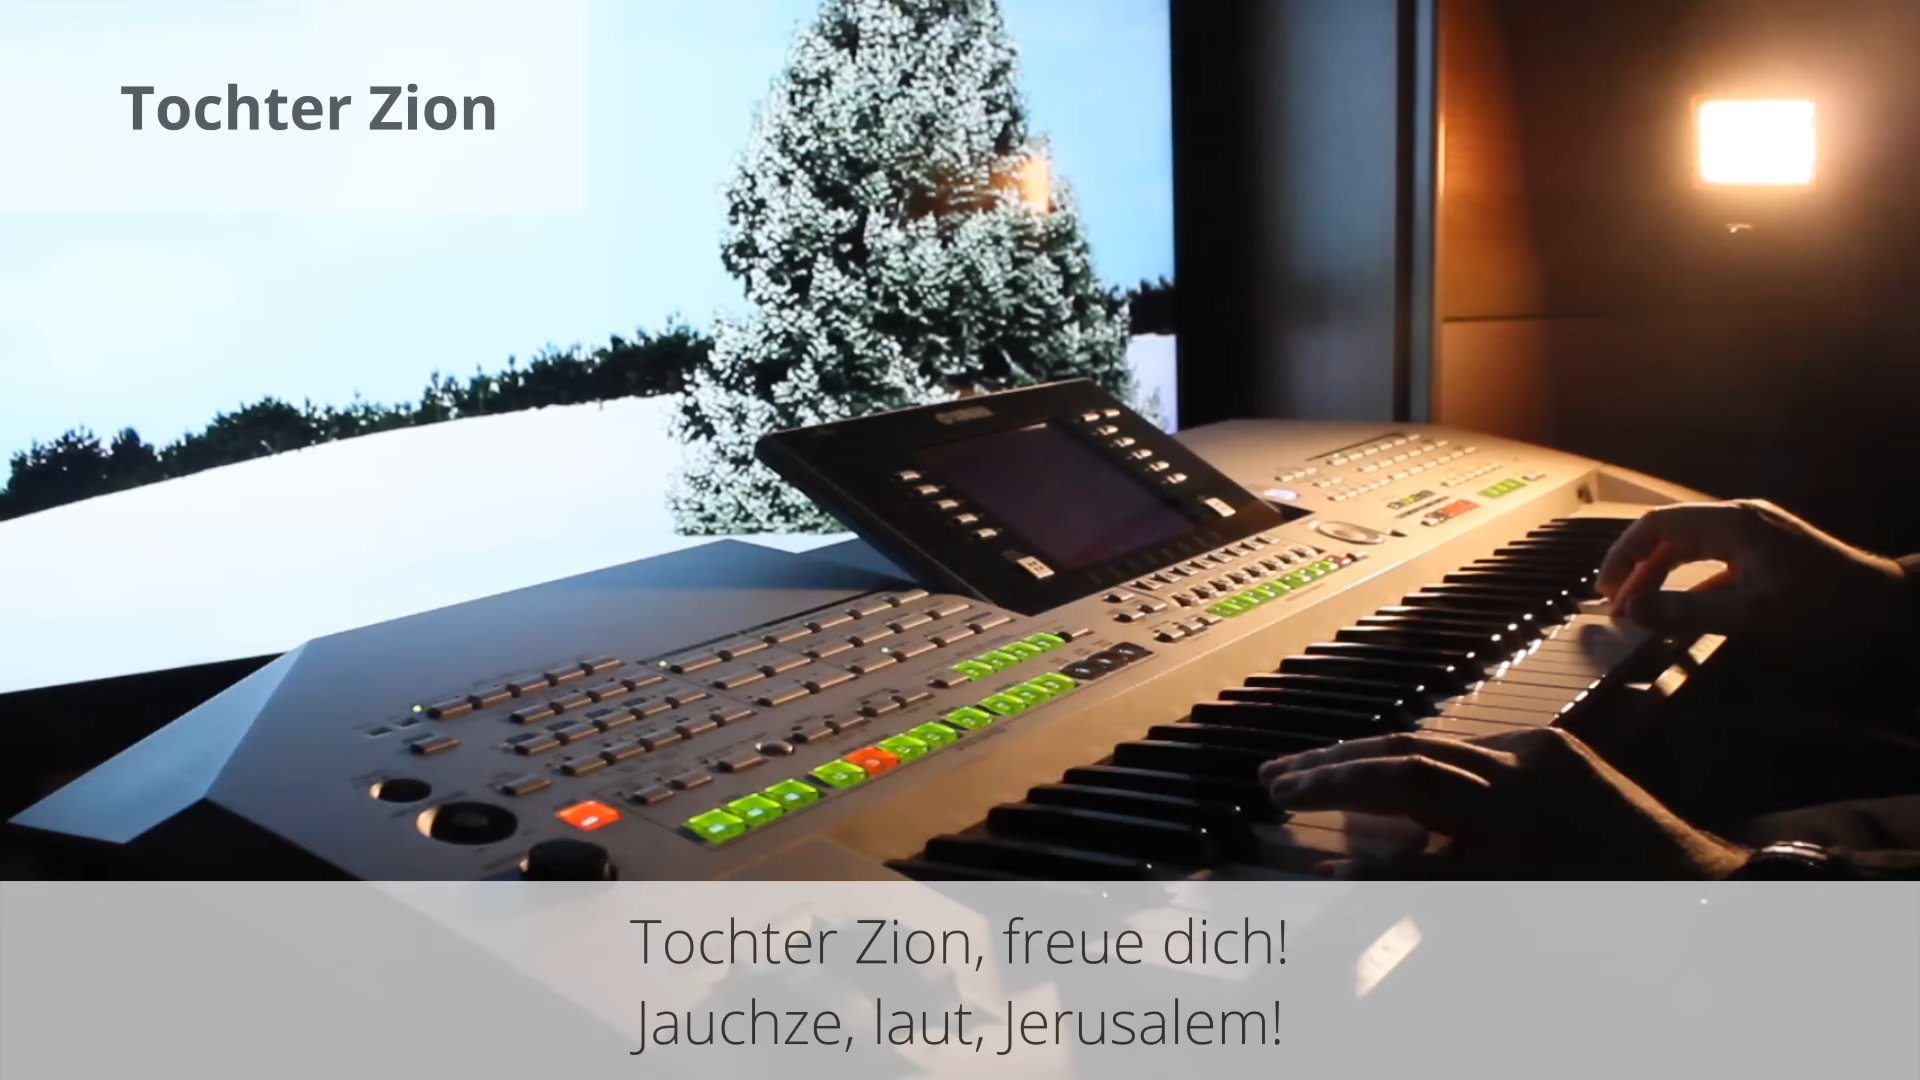 Tochter Zion
Tochter Zion, freue dich!
Jauchze, laut, Jerusalem!